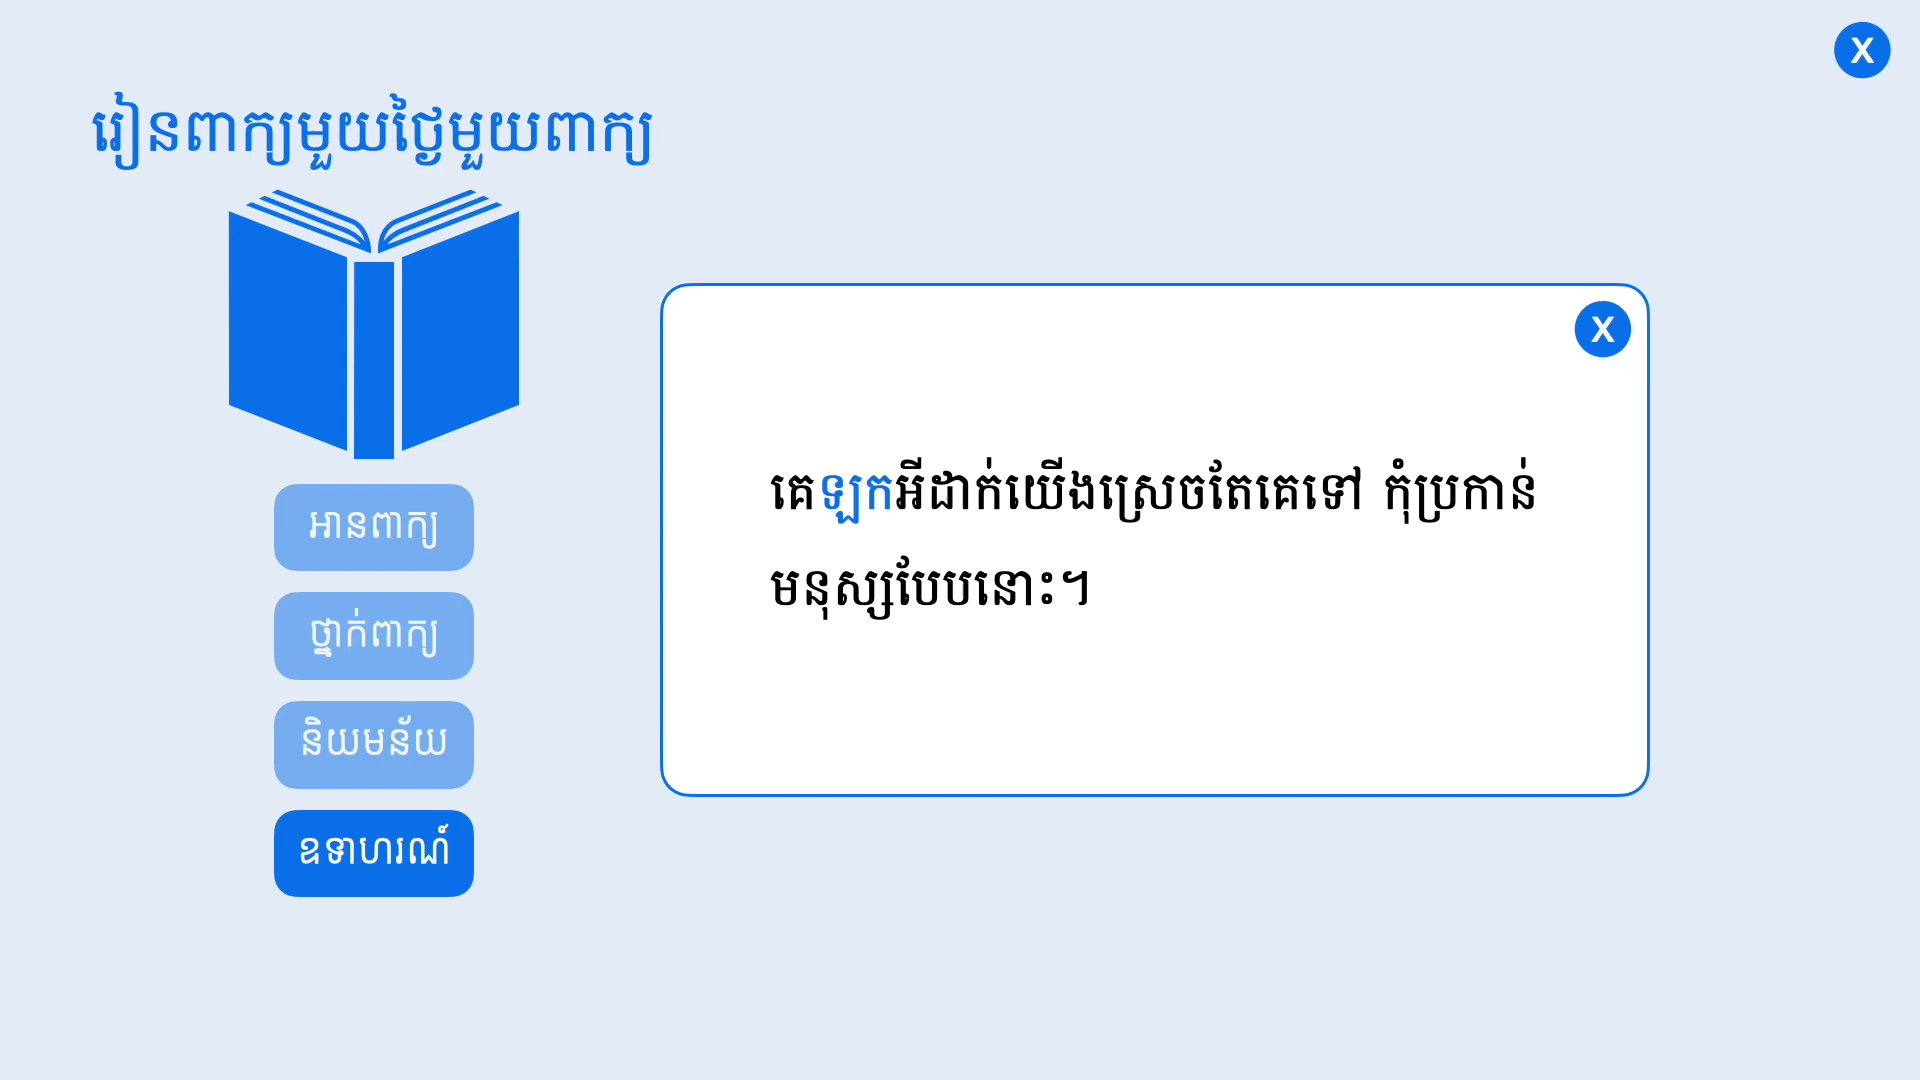 X
រៀនពាក្យមួយថ្ងៃមួយពាក្យ
X
គេឡកអីដាក់យើងស្រេចតែគេទៅ កុំប្រកាន់
មនុស្សបែបនោះ។
អានពាក្យ
ថ្នាក់ពាក្យ
និយមន័យ
ឧទាហរណ៍